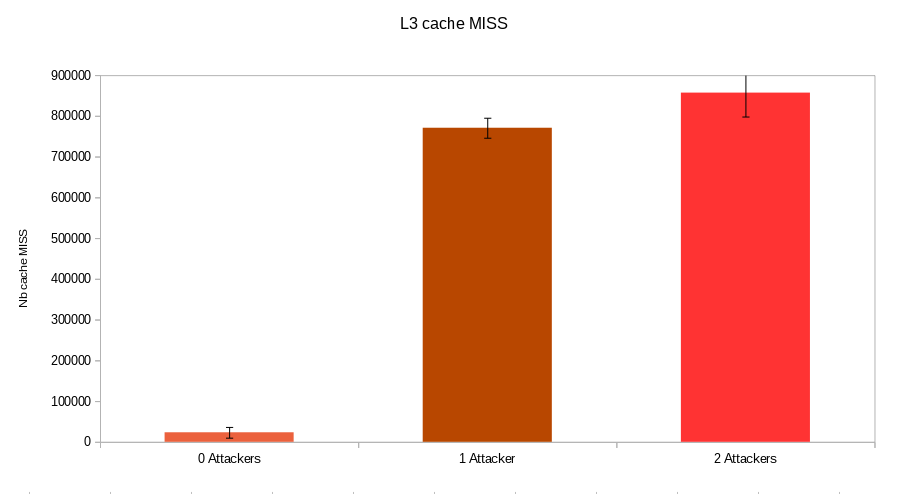 L3 cache MISS
Nb cache MISS
900000
800000
700000
600000
500000
400000
300000
200000
100000
0
0 Attackers
1 Attacker
2 Attackers